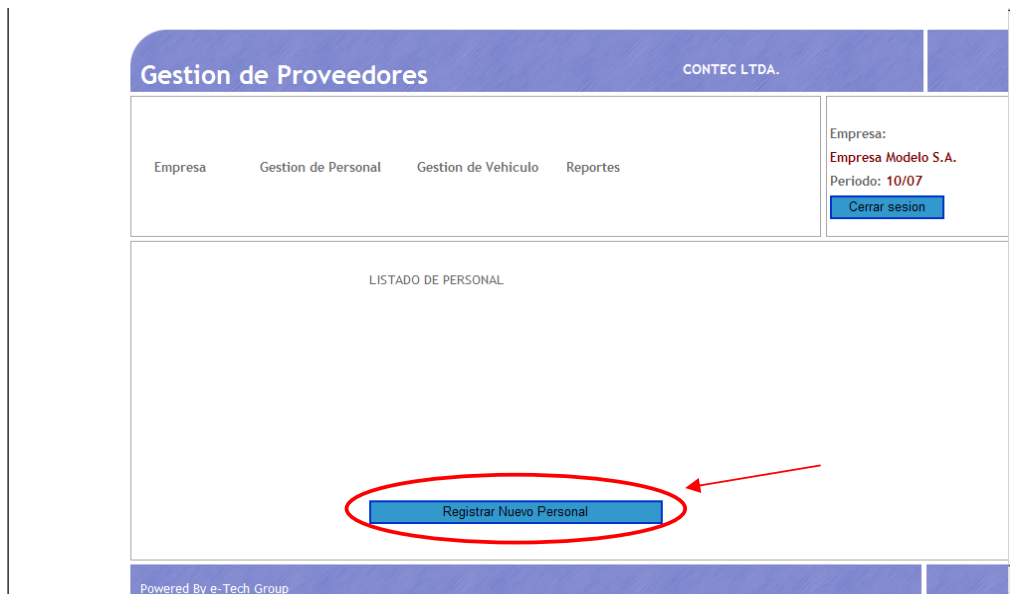 Gestion de Proveedores
CONTEC LTDA.
Empresa Gestion de Personal Gestion de Vehiculo Reportes
Empresa:
Empresa Modelo S.A.
Periodo: 10/07
Cerrar sesion
LISTADO DE PERSONAL
Registrar Nuevo Personal
Powered By e-Tech Group